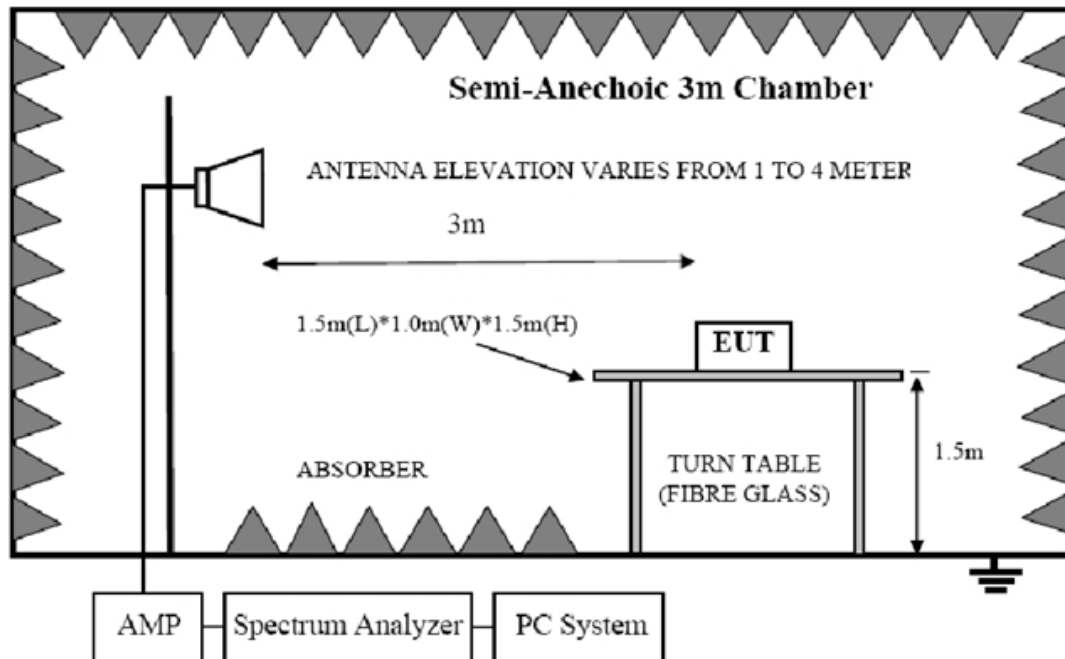 Semi-Anechoic 3m Chamber
ANTENNA ELEVATION VARIES FROM 1 TO 4 METER
3m
1.5m(L)*1.0m(W)*1.5m(H)
EUT
1.5m
ABSORBER
TURN TABLE
(FIBRE GLASS)
AMP
Spectrum Analyzer
PC System